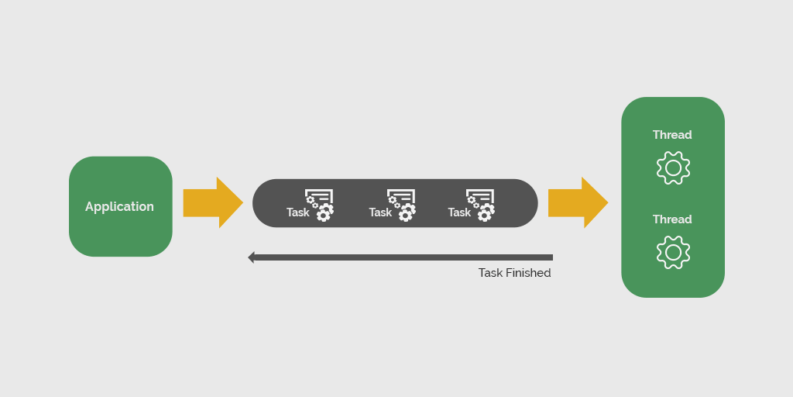 Application
Task
Task
Task
Task Finished
Thread
Thread